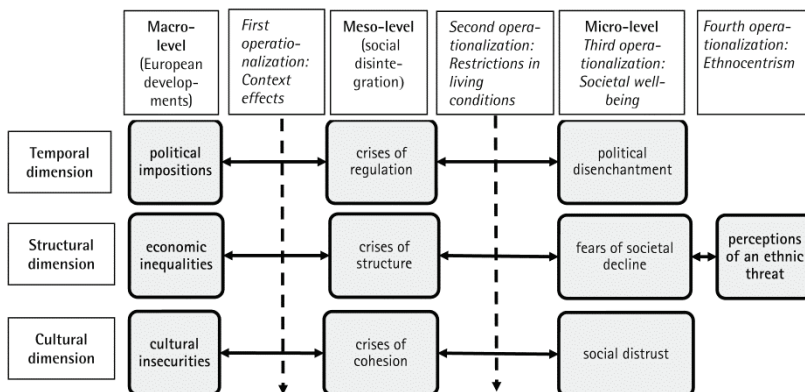 Macro-
level
(European
develop-
ments)
First
operatio-
nalization:
Context
effects
Meso-level
(social
disinte-
gration)
Second oper-
ationalization:
Restrictions in
living
conditions
Micro-level
Third opera-
tionalization:
Societal well-
being
Fourth opera-
tionalization:
Ethnocentrism
Temporal
dimension
political
impositions
crises of
regulation
political
disenchantment
Structural
dimension
economic
inequalities
crises of
structure
fears of societal
decline
perceptions
of an ethnic
threat
Cultural
dimension
cultural
insecurities
crises of
cohesion
social distrust